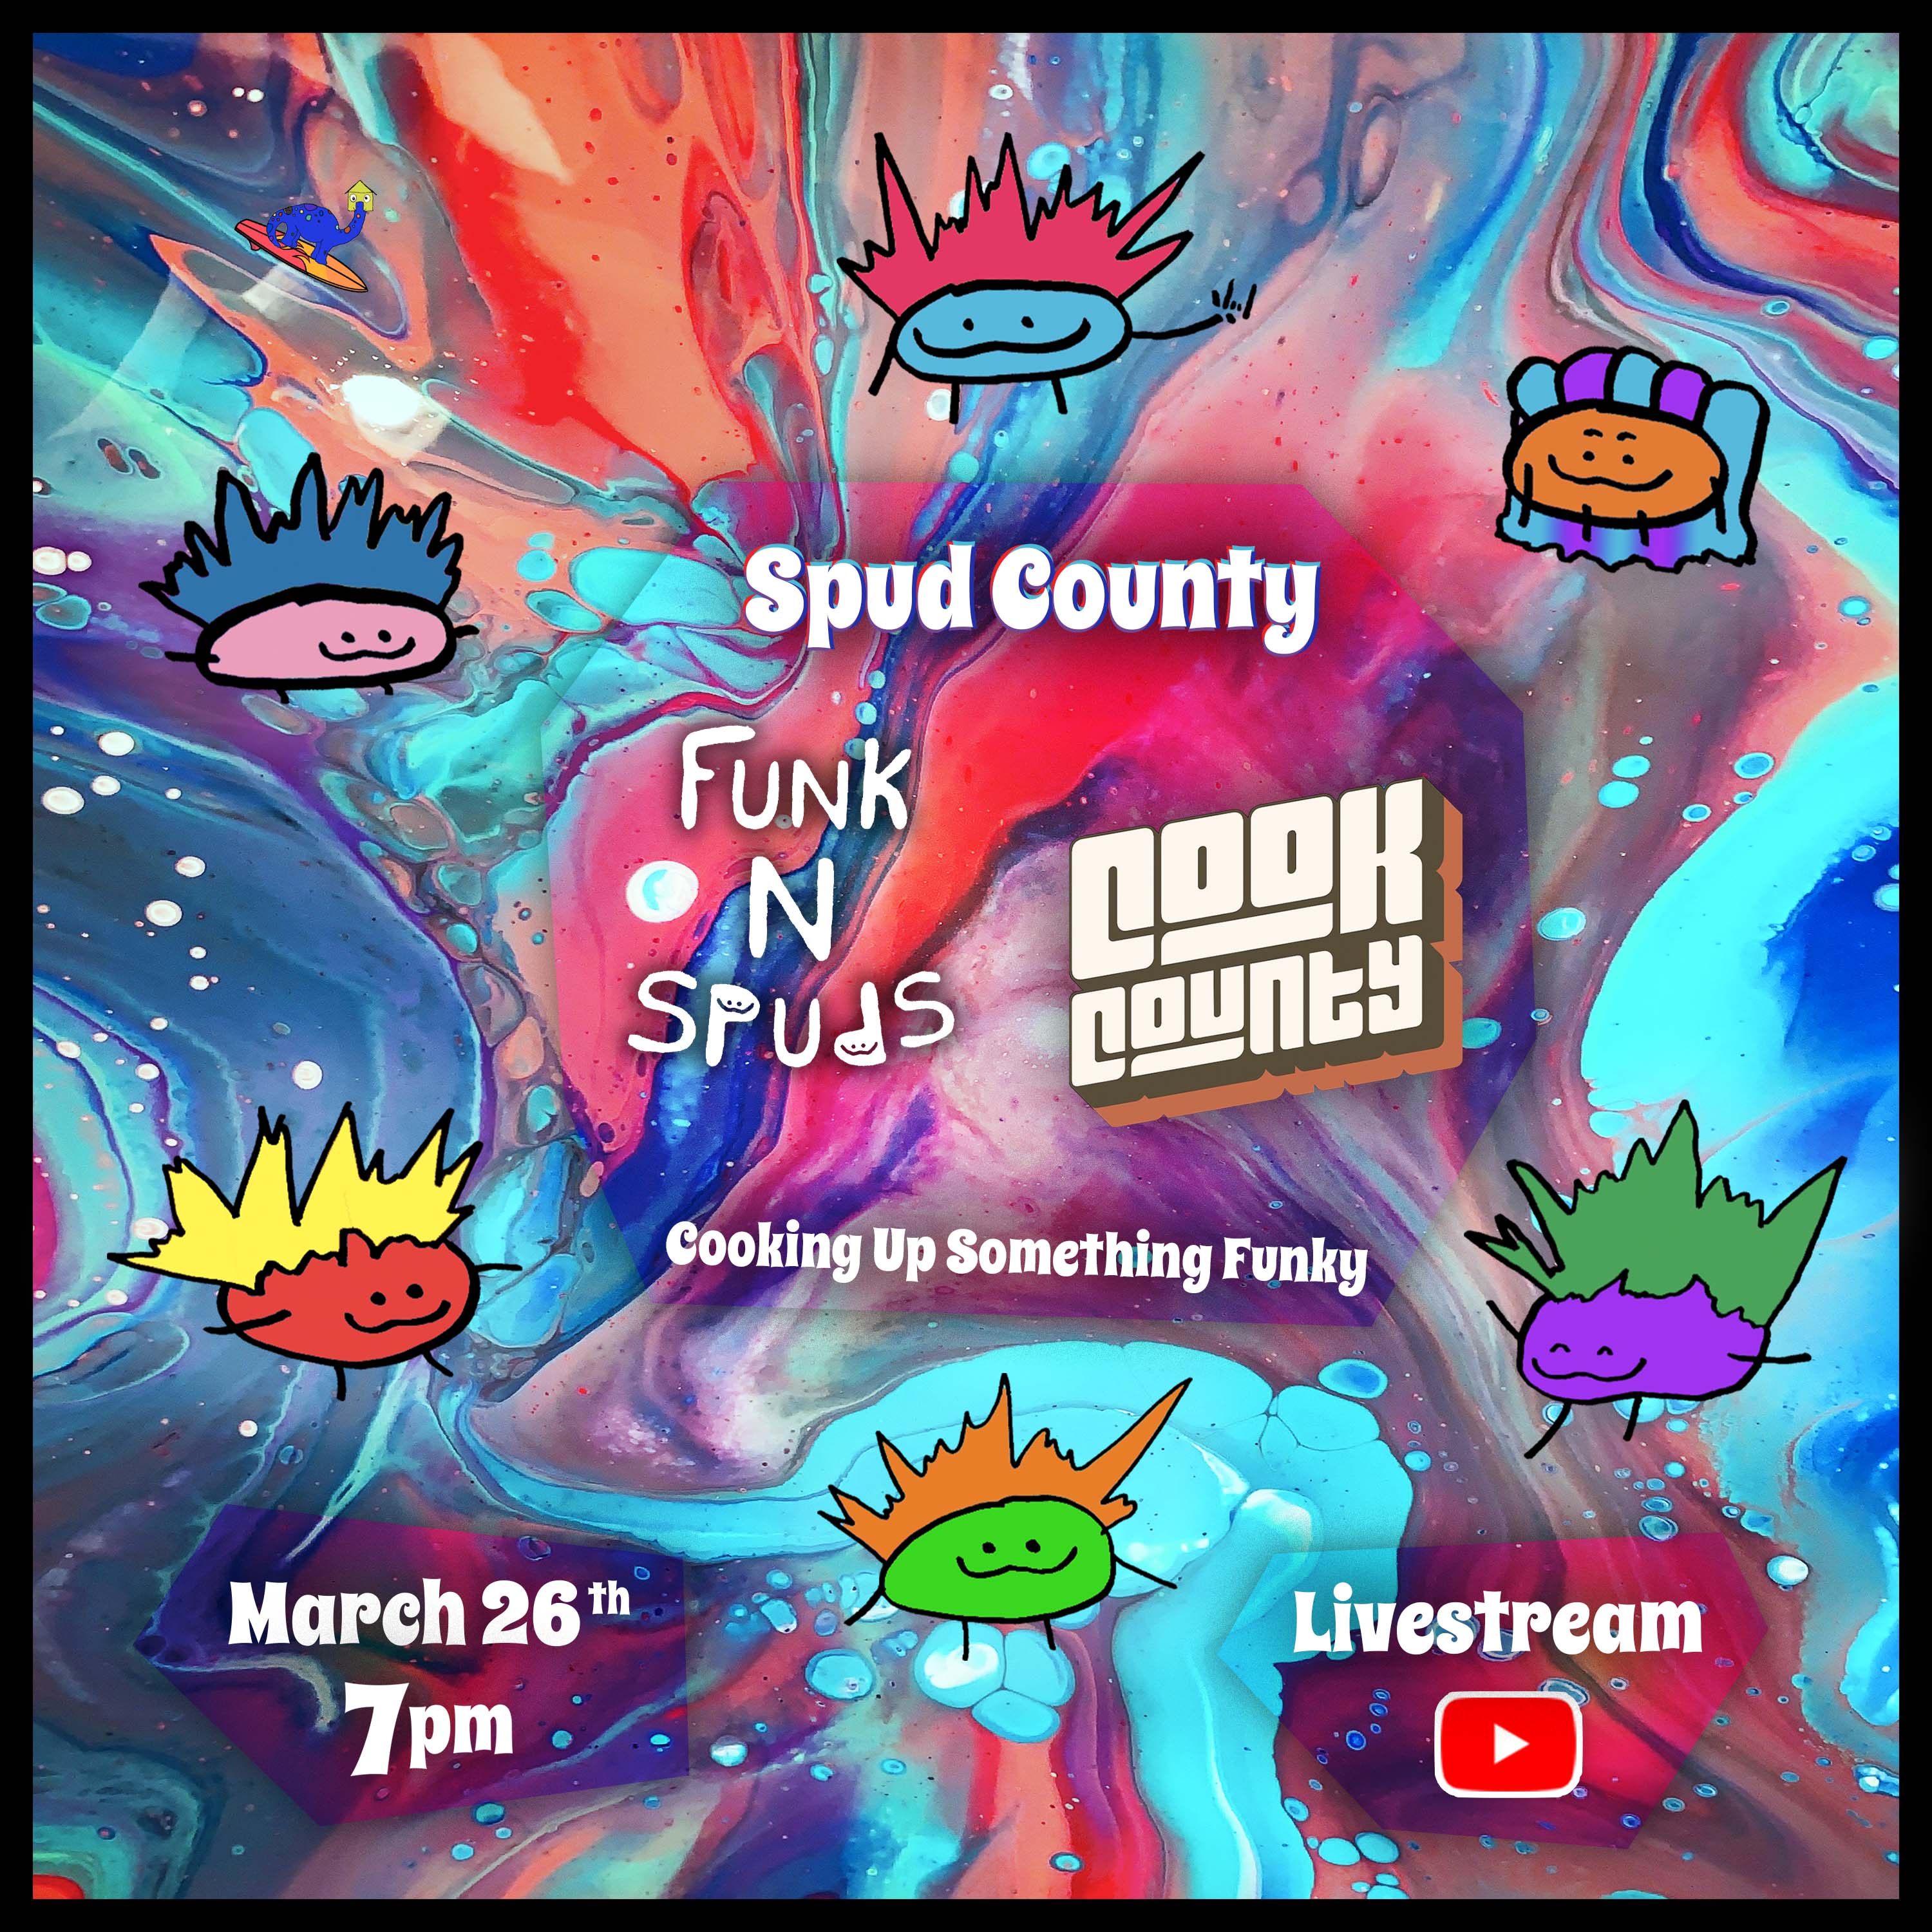 Spud County
FUNK
N
SPUdS
COOK
COUNTY
Cooking Up Something Funky
March 26th
7pm
Livestream